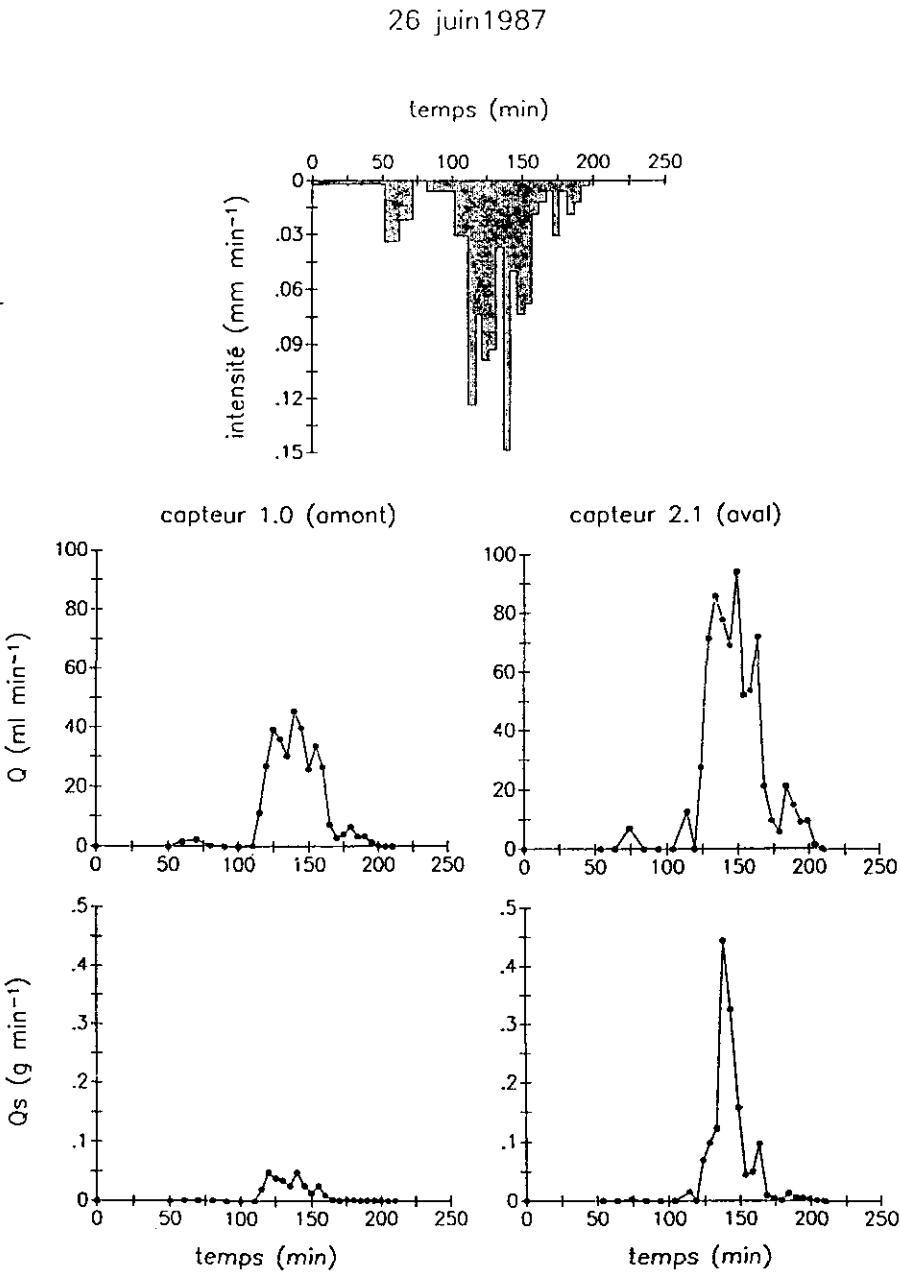 26 juin1987
temps (min)
0 50 100 150 200 250
0
.03
.06
.09
.12
.15
intensité (mm min⁻¹)
capteur 1.0 (amont)
capteur 2.1 (aval)
100
80
60
40
20
0
Q (ml min⁻¹)
0 50 100 150 200 250
100
80
60
40
20
0
0 50 100 150 200 250
.5
.4
.3
.2
.1
0
Qs (g min⁻¹)
0 50 100 150 200 250
temps (min)
.5
.4
.3
.2
.1
0
0 50 100 150 200 250
temps (min)